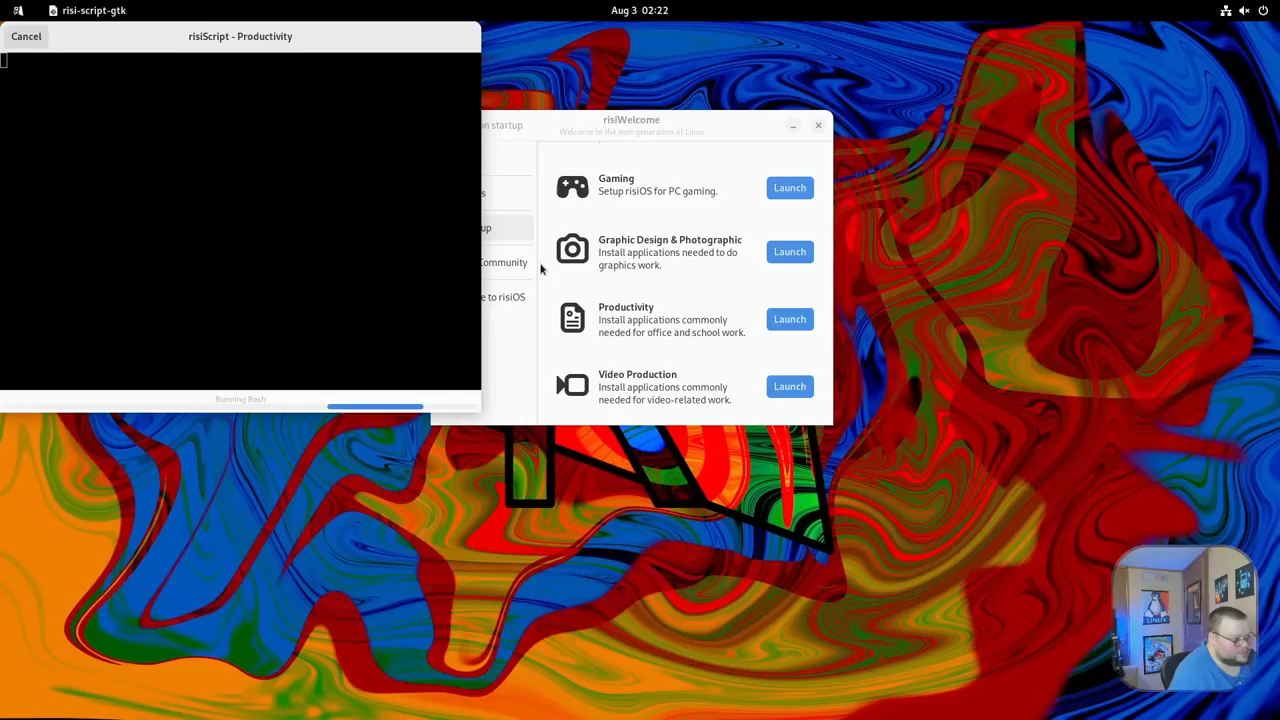 risi-script-gtk
Aug 3 02:22
Cancel
risiScript - Productivity
Running Bash
on startup
risiWelcome
Welcome to the next generation of Linus
s
up
Community
e to risiOS
Gaming
Setup risiOS for PC gaming.
Launch
Graphic Design & Photographic
Install applications needed to do
graphics work.
Launch
Productivity
Install applications commonly
needed for office and school work.
Launch
Video Production
Install applications commonly
needed for video-related work.
Launch
LINUX